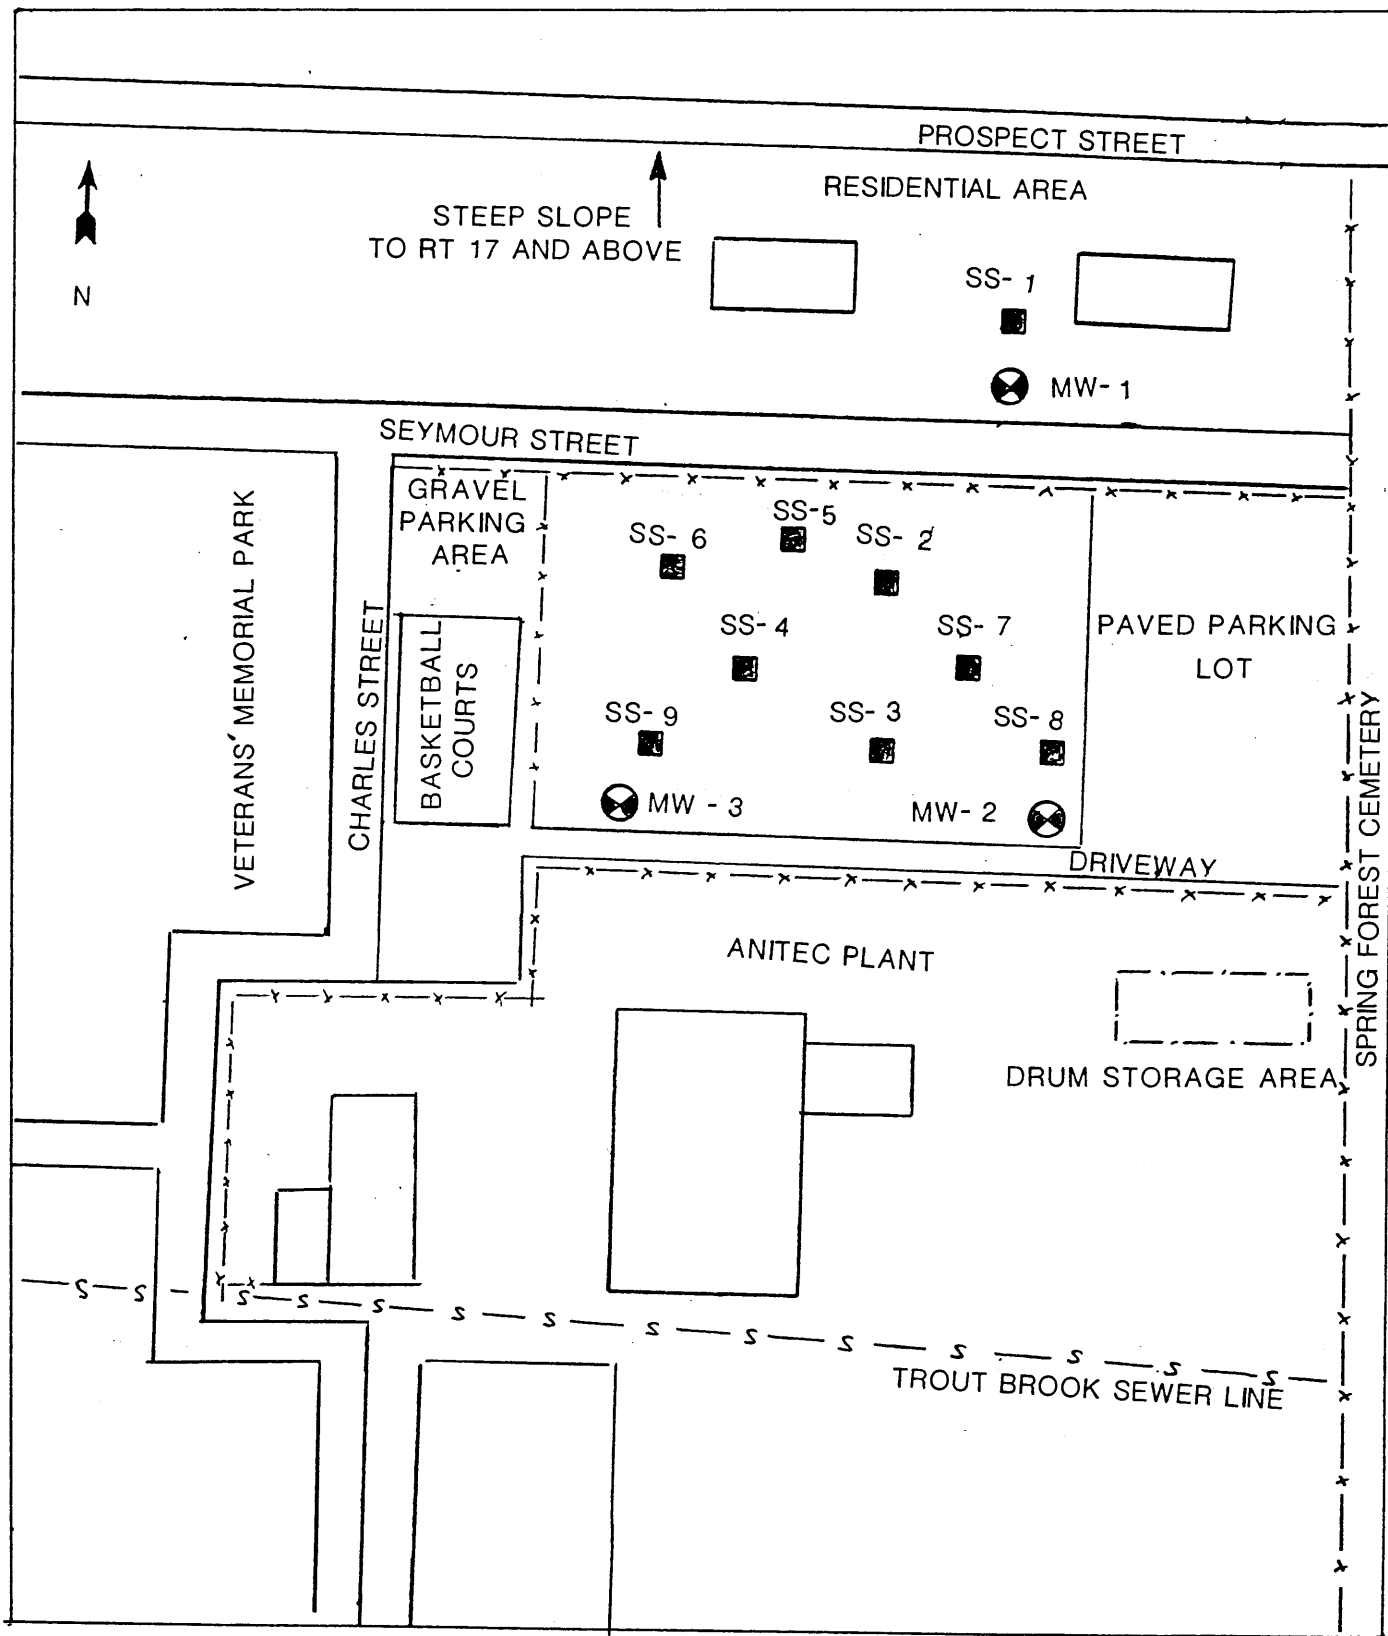 PROSPECT STREET
RESIDENTIAL AREA
STEEP SLOPE
TO RT 17 AND ABOVE
N
SS- 1
MW- 1
SEYMOUR STREET
GRAVEL
PARKING
AREA
SS-5
SS- 6
SS- 2
SS- 4
SS- 7
PAVED PARKING
LOT
SS-9
SS- 3
SS-8
MW - 3
MW- 2
VETERANS' MEMORIAL PARK
CHARLES STREET
BASKETBALL
COURTS
DRIVEWAY
SPRING FOREST CEMETERY
ANITEC PLANT
DRUM STORAGE AREA
S S S S S S S S S S S S S S
TROUT BROOK SEWER LINE